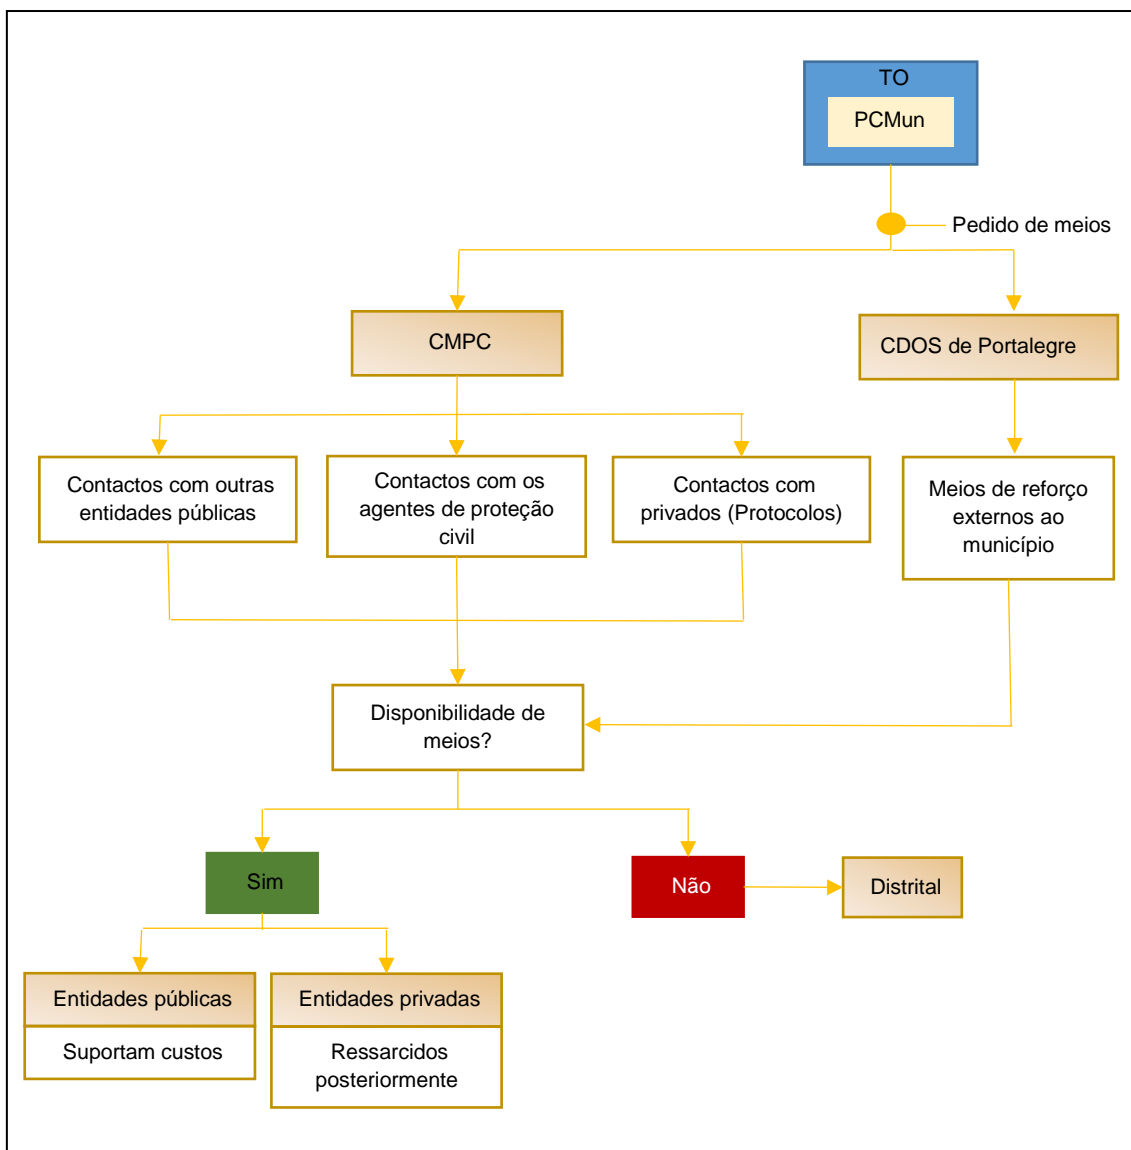 TO
PCMun
Pedido de meios
CMPC
CDOS de Portalegre
Contactos com outras
entidades públicas
Contactos com os
agentes de proteção
civil
Contactos com
privados (Protocolos)
Meios de reforço
externos ao
município
Disponibilidade de
meios?
Sim
Não
Distrital
Entidades públicas
Suportam custos
Entidades privadas
Ressarcidos
posteriormente